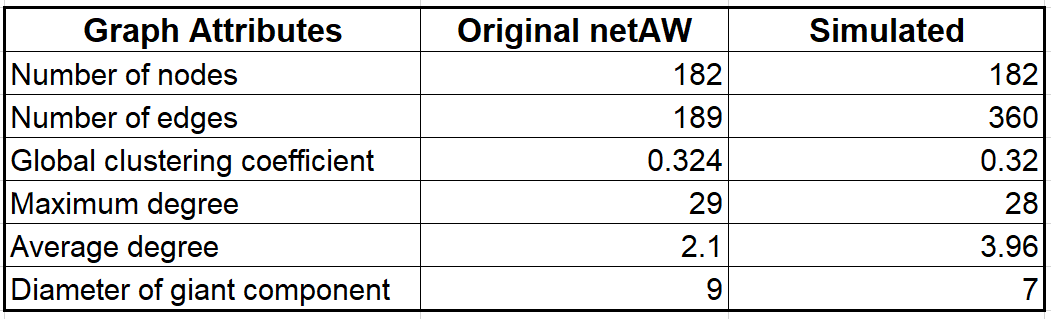 Graph Attributes Original netAW Simulated
Number of nodes 182 182
Number of edges 189 360
Global clustering coefficient 0.324 0.32
Maximum degree 29 28
Average degree 2.1 3.96
Diameter of giant component 9 7